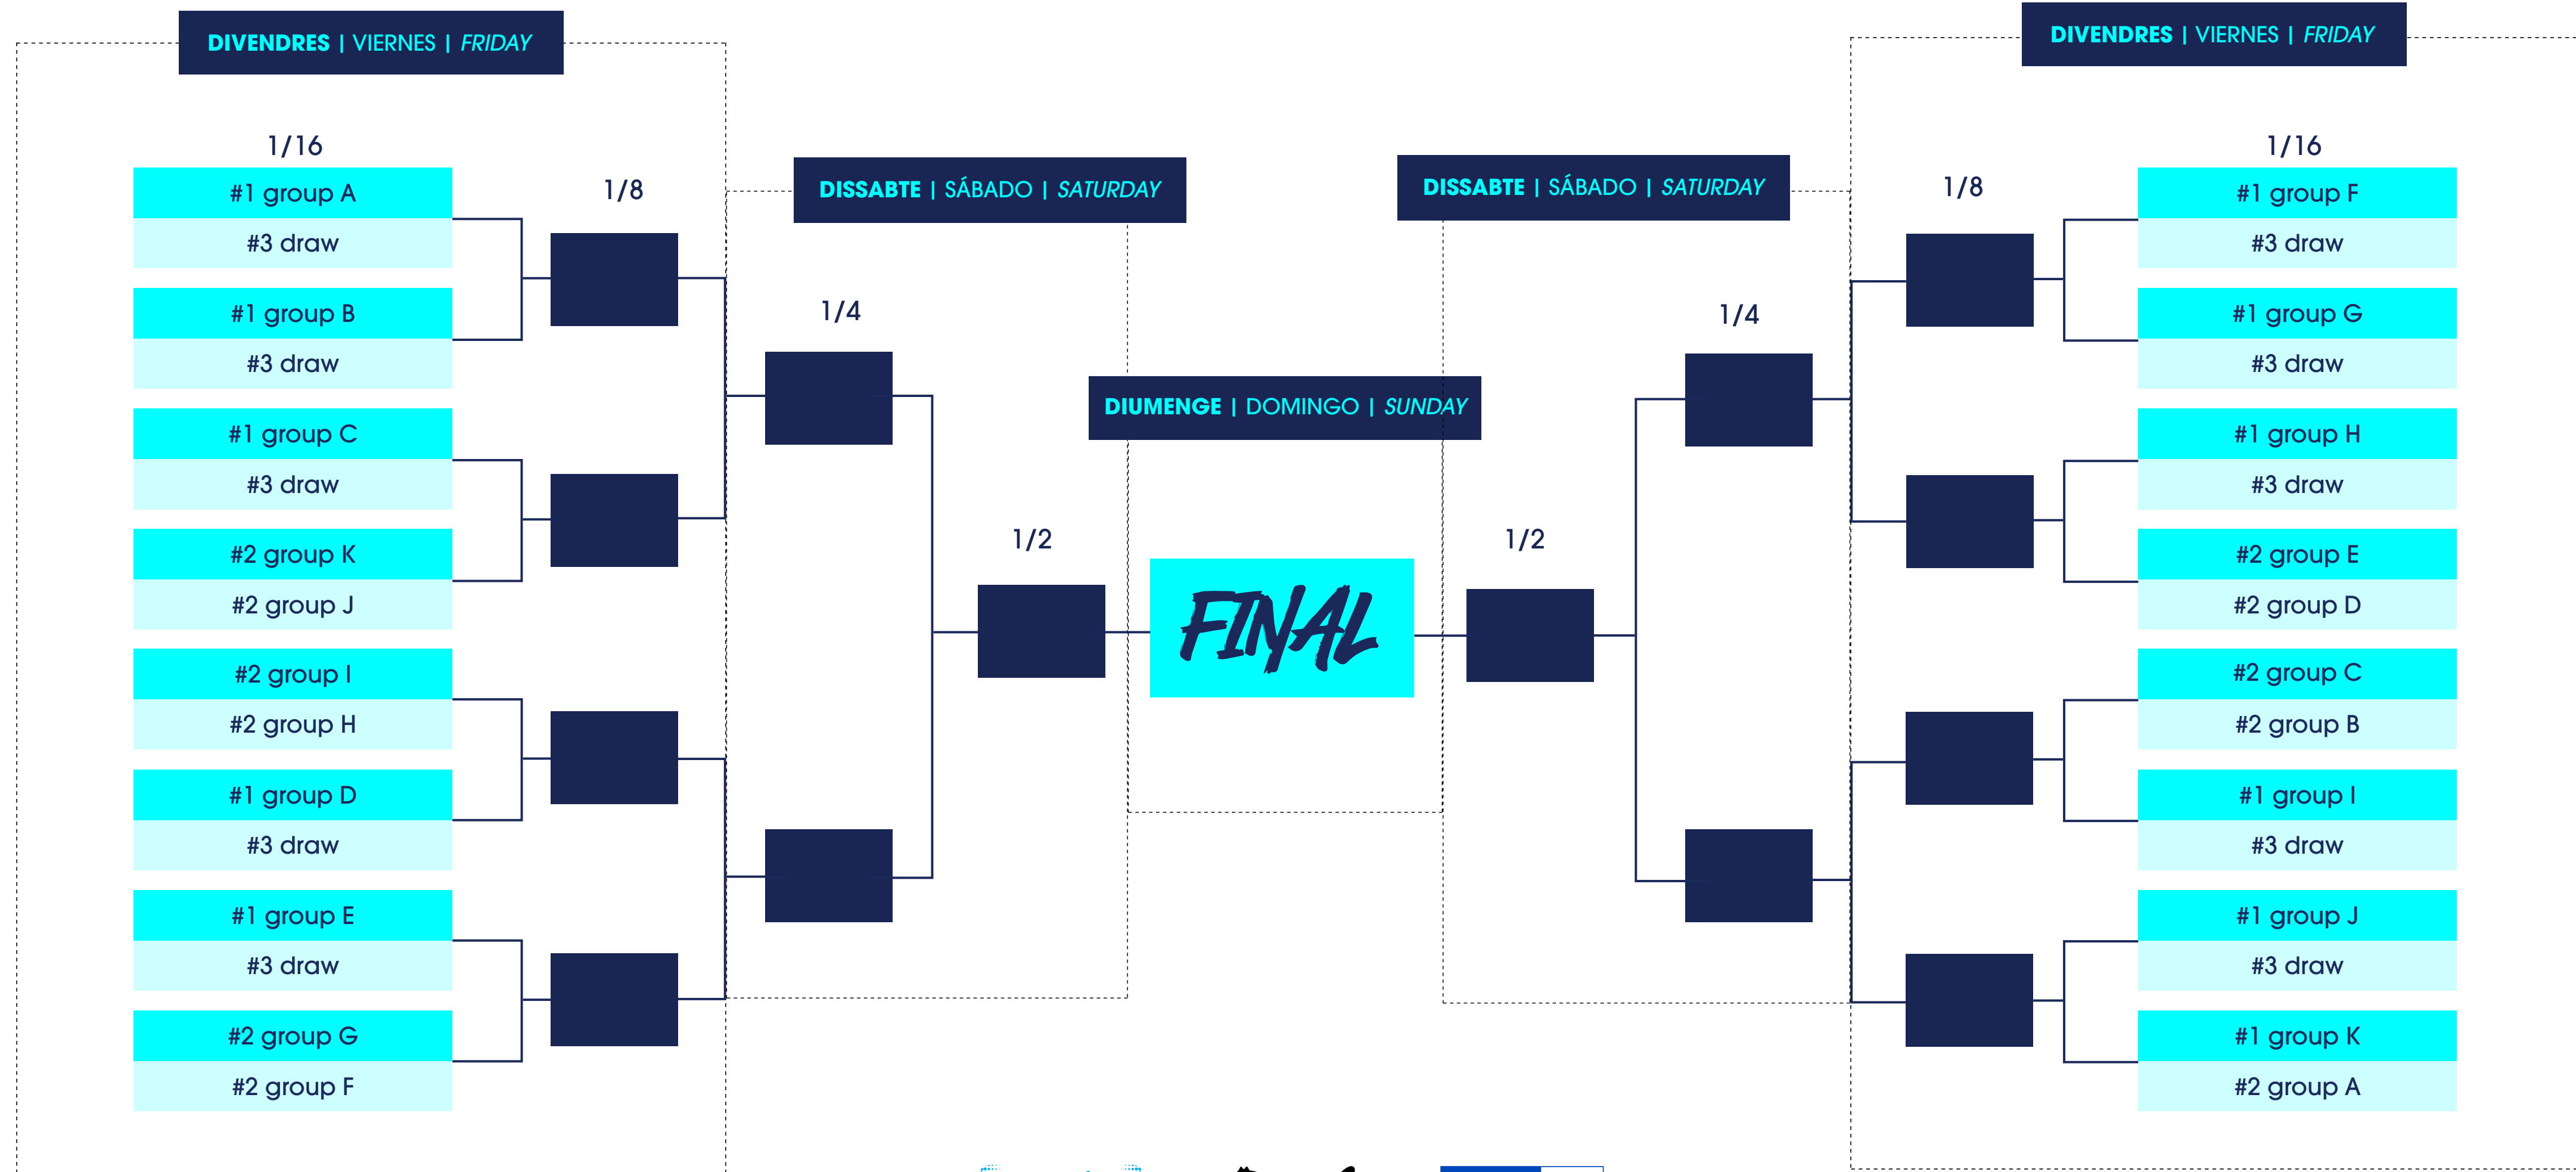 DIVENDRES | VIERNES | FRIDAY
1/16
#1 group A
#3 draw
#1 group B
#3 draw
#1 group C
#3 draw
#2 group K
#2 group J
#2 group I
#2 group H
#1 group D
#3 draw
#1 group E
#3 draw
#2 group G
#2 group F
1/8
DISSABTE | SÁBADO | SATURDAY
1/4
1/2
DIUMENGE | DOMINGO | SUNDAY
FINAL
DISSABTE | SÁBADO | SATURDAY
1/2
1/4
DIVENDRES | VIERNES | FRIDAY
1/8
1/16
#1 group F
#3 draw
#1 group G
#3 draw
#1 group H
#3 draw
#2 group E
#2 group D
#2 group C
#2 group B
#1 group I
#3 draw
#1 group J
#3 draw
#1 group K
#2 group A